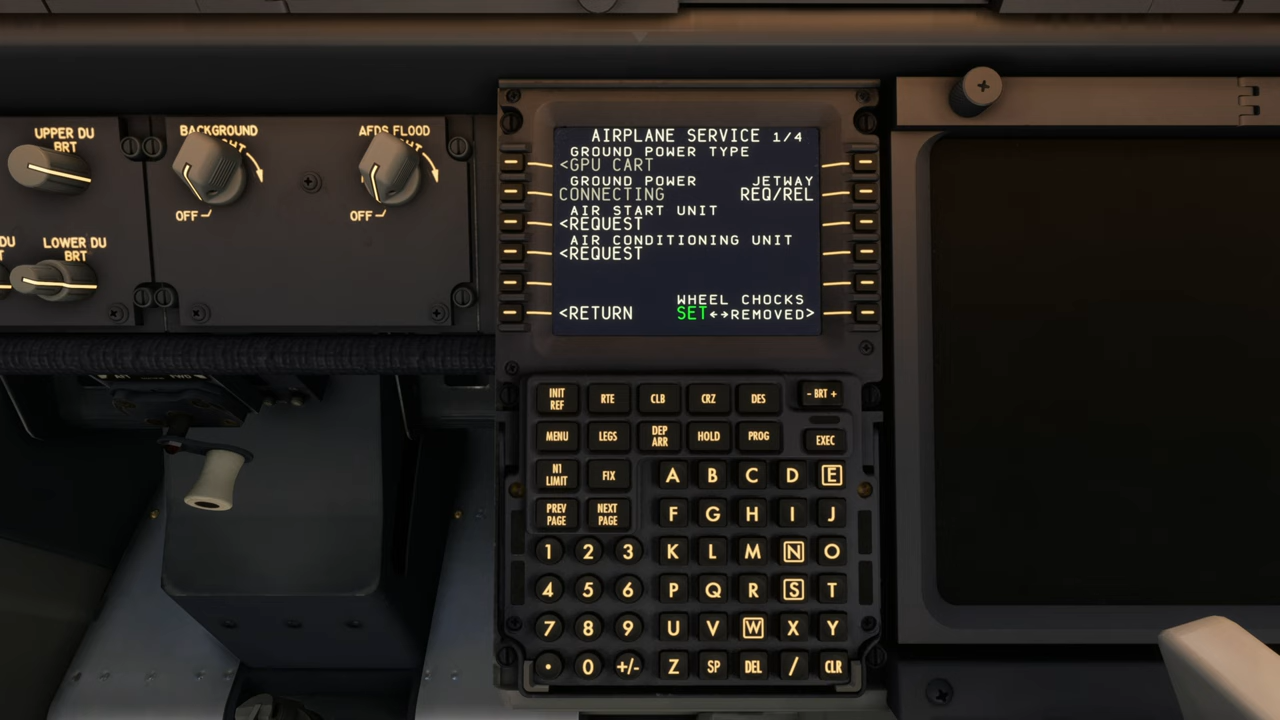 UPPER DU
BRT
BACKGROUND
GHT
OFF
AFDS FLOOD
GHT
OFF
DU
LOWER DU
BRT
AIRPLANE SERVICE 1/4
GROUND POWER TYPE
<GPU CART
GROUND POWER JETWAY
CONNECTING REQ/REL
AIR START UNIT
<REQUEST
AIR CONDITIONING UNIT
<REQUEST
WHEEL CHOCKS
<RETURN SET←→REMOVED>
INIT REF RTE CLB CRZ DES - BRT +
MENU LEGS DEP ARR HOLD PROG EXEC
N1 LIMIT FIX A B C D E
PREV PAGE NEXT PAGE F G H I J
1 2 3 K L M N O
4 5 6 P Q R S T
7 8 9 U V W X Y
. 0 +/- Z SP DEL / CLR